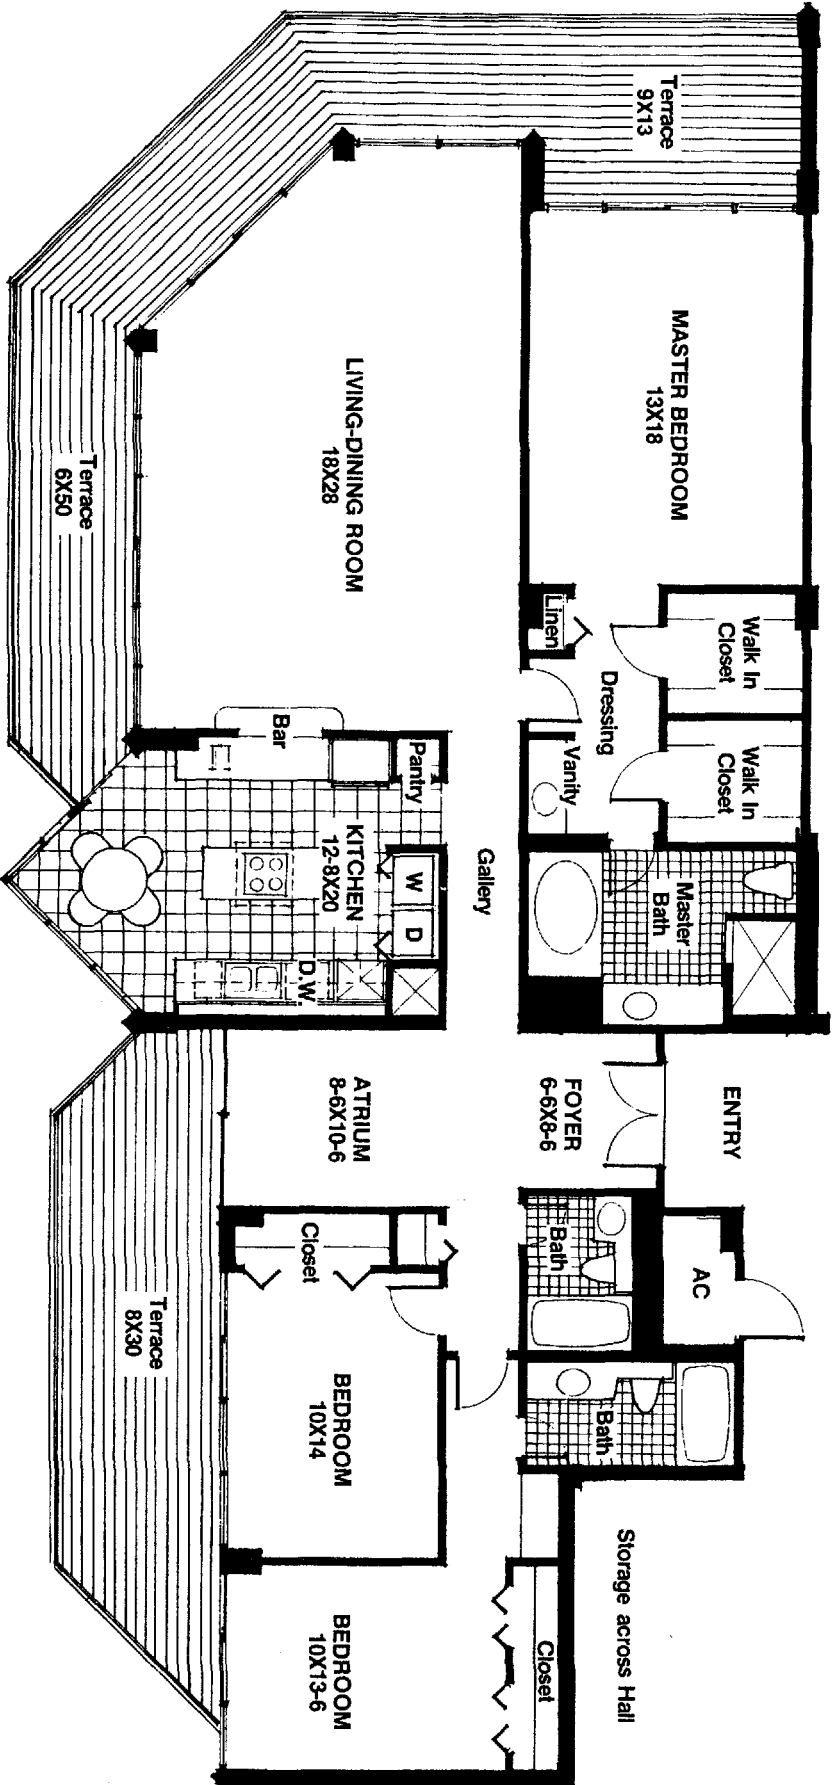 Terrace
9X13
MASTER BEDROOM
13X18
LIVING-DINING ROOM
18X28
Terrace
6X50
Linen
Walk In
Closet
Dressing
Walk In
Closet
Vanity
Bar
Pantry
KITCHEN
12-8X20
W
D
D.W.
Gallery
Master
Bath
ENTRY
FOYER
6-6X8-6
ATRIUM
8-6X10-6
AC
Bath
Closet
Terrace
8X30
BEDROOM
10X14
Bath
Storage across Hall
Closet
BEDROOM
10X13-6